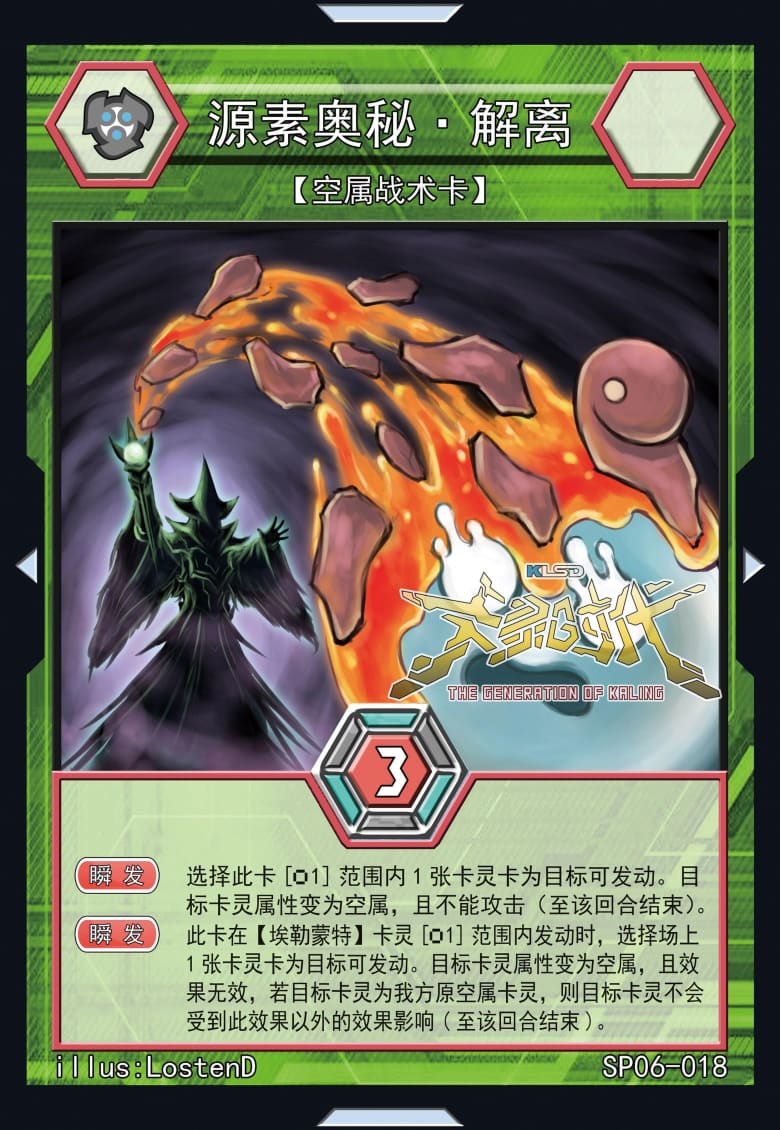 源素奥秘·解离
【空属战术卡】
KLSD
卡灵世代
THE GENERATION OF KALING
3
瞬 发
选择此卡[O1]范围内1张卡灵卡为目标可发动。目
标卡灵属性变为空属，且不能攻击（至该回合结束）。
瞬 发
此卡在【埃勒蒙特】卡灵[O1]范围内发动时，选择场上
1张卡灵卡为目标可发动。目标卡灵属性变为空属，且效
果无效，若目标卡灵为我方原空属卡灵，则目标卡灵不会
受到此效果以外的效果影响（至该回合结束）。
illus:LostenD
SP06-018